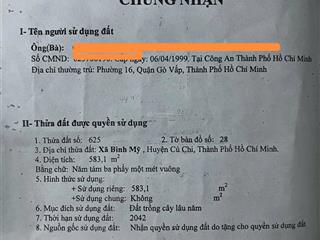 CHỨNG NHẬN
I- Tên người sử dụng đất
Ông(Bà):
Số CMND: Cấp ngày: 06/04/1999. Tại Công An Thành Phố Hồ Chí Minh
Địa chỉ thường trú: Phường 16, Quận Gò Vấp, Thành Phố Hồ Chí Minh
II- Thửa đất được quyền sử dụng
1. Thửa đất số: 625 2. Tờ bản đồ số: 28
3. Địa chỉ thửa đất: Xã Bình Mỹ , Huyện Củ Chi, Thành Phố Hồ Chí Minh.
4. Diện tích: 583,1 m2
Bằng chữ: Năm tám ba phẩy một mét vuông
5. Hình thức sử dụng:
+ Sử dụng riêng: 583,1 m2
+ Sử dụng chung: Không m2
6. Mục đích sử dụng: Đất trồng cây lâu năm
7. Thời hạn sử dụng: 2042
8. Nguồn gốc sử dụng đất: Nhận quyền sử dụng đất do tặng cho quyền sử dụng đất